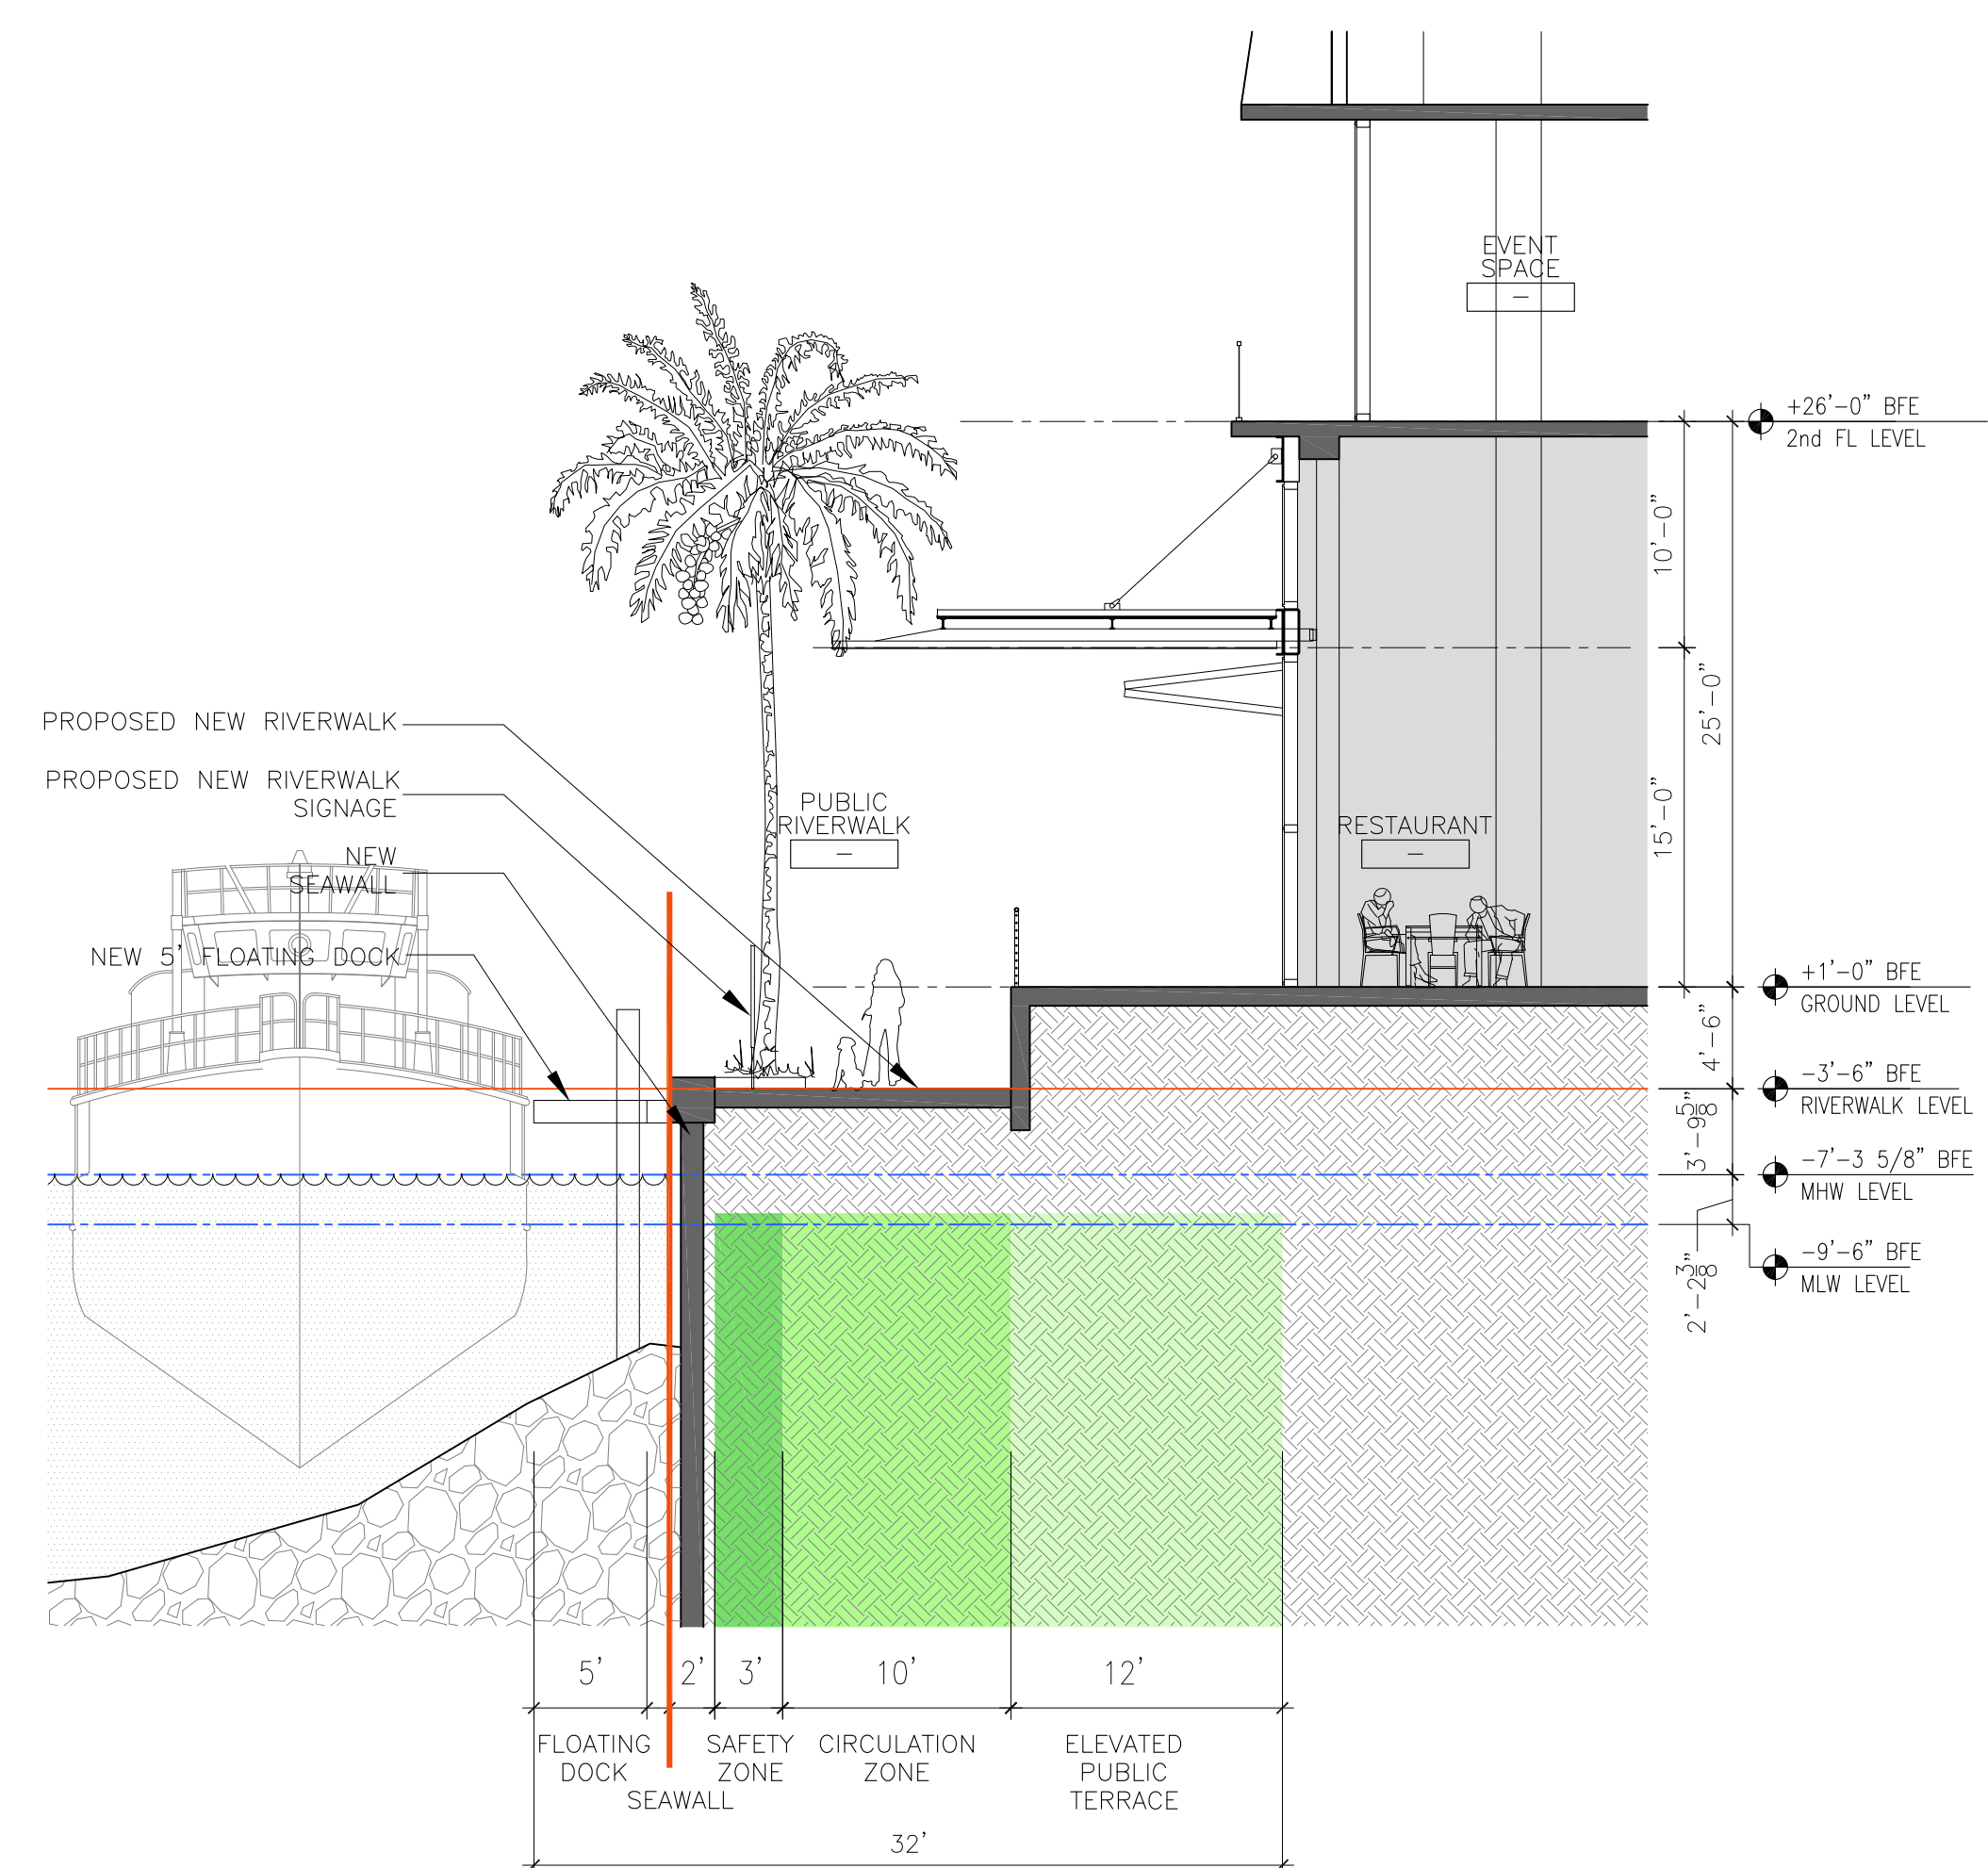 EVENT
SPACE
+26'-0" BFE
2nd FL LEVEL
10'-0"
25'-0"
15'-0"
PROPOSED NEW RIVERWALK
PROPOSED NEW RIVERWALK
SIGNAGE
PUBLIC
RIVERWALK
RESTAURANT
NEW
SEAWALL
NEW 5' FLOATING DOCK
+1'-0" BFE
GROUND LEVEL
4'-6"
-3'-6" BFE
RIVERWALK LEVEL
3'-9 5/8"
-7'-3 5/8" BFE
MHW LEVEL
-9'-6" BFE
MLW LEVEL
2'-2 3/8"
5' 2' 3' 10' 12'
FLOATING
DOCK
SEAWALL
SAFETY
ZONE
CIRCULATION
ZONE
ELEVATED
PUBLIC
TERRACE
32'